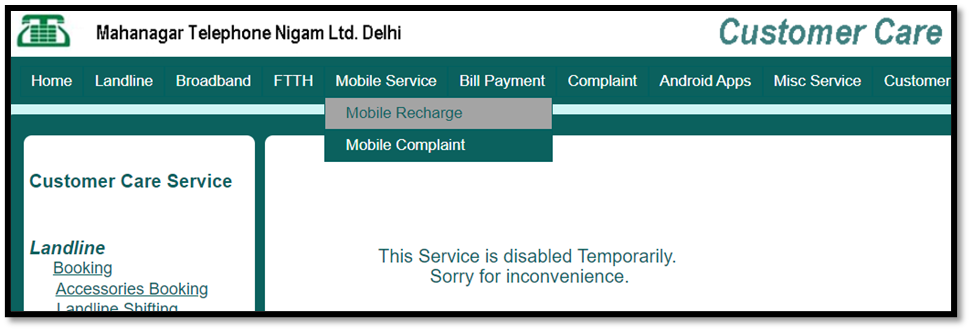 Mahanagar Telephone Nigam Ltd. Delhi
Customer Care
Home Landline Broadband FTTH Mobile Service Bill Payment Complaint Android Apps Misc Service Customer
Mobile Recharge
Mobile Complaint
Customer Care Service
Landline
Booking
Accessories Booking
Landline Shifting
This Service is disabled Temporarily.
Sorry for inconvenience.